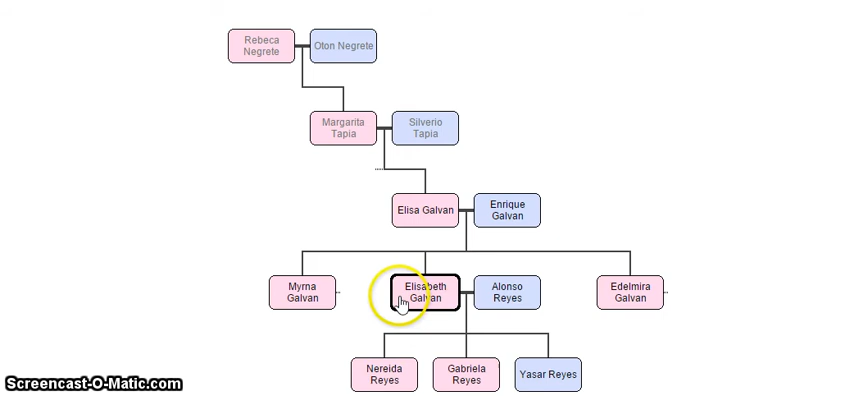 Rebeca
Negrete
Oton Negrete
Margarita
Tapia
Silverio
Tapia
Elisa Galvan
Enrique
Galvan
Myrna
Galvan
Elisabeth
Galvan
Alonso
Reyes
Edelmira
Galvan
Nereida
Reyes
Gabriela
Reyes
Yasar Reyes
Screencast-O-Matic.com